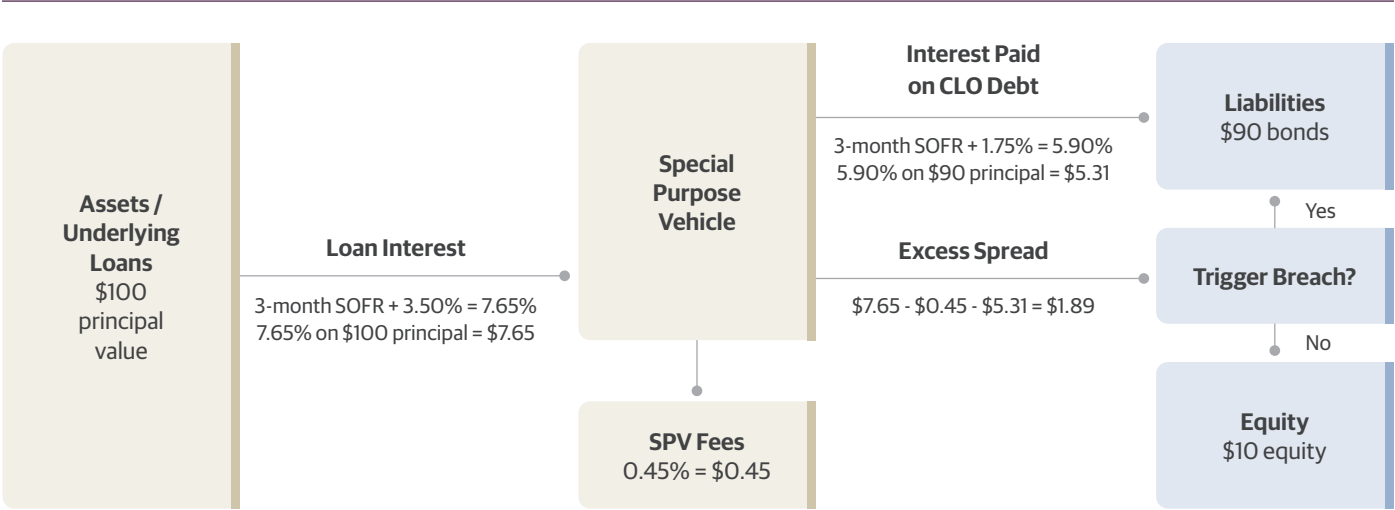 Assets /
Underlying
Loans
$100
principal
value
Loan Interest
3-month SOFR + 3.50% = 7.65%
7.65% on $100 principal = $7.65
Special
Purpose
Vehicle
SPV Fees
0.45% = $0.45
Interest Paid
on CLO Debt
3-month SOFR + 1.75% = 5.90%
5.90% on $90 principal = $5.31
Excess Spread
$7.65 - $0.45 - $5.31 = $1.89
Liabilities
$90 bonds
Yes
Trigger Breach?
No
Equity
$10 equity